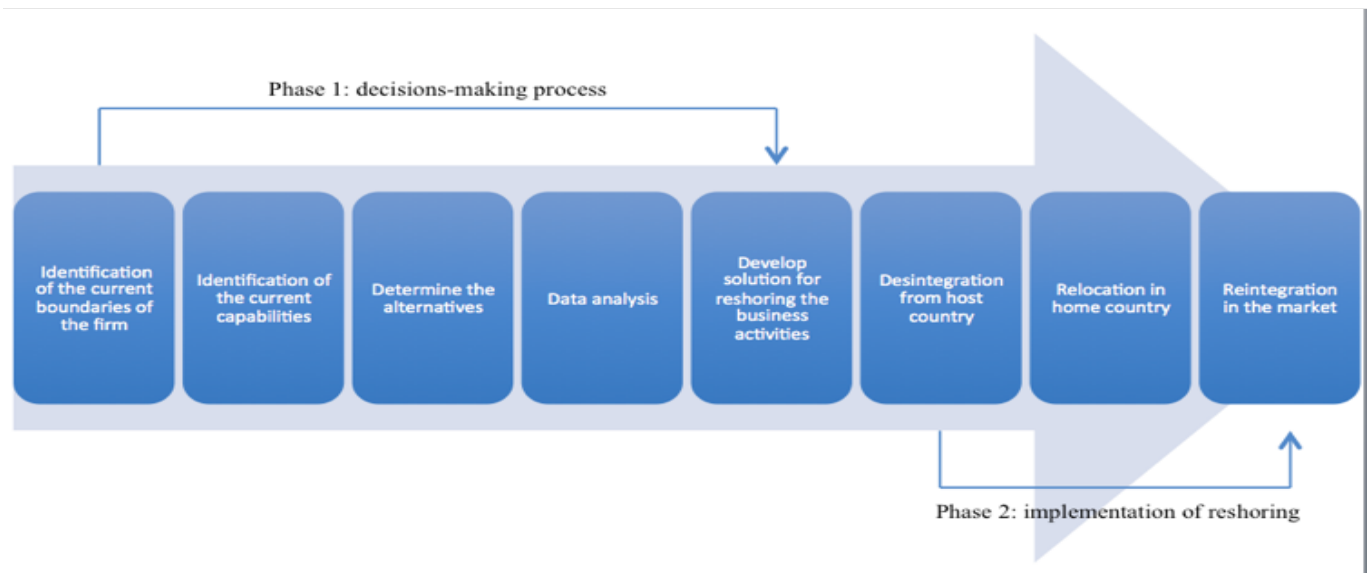 Phase 1: decisions-making process
Identification
of the current
boundaries of
the firm
Identification of
the current
capabilities
Determine the
alternatives
Data analysis
Develop
solution for
reshoring the
business
activities
Desintegration
from host
country
Relocation in
home country
Reintegration
in the market
Phase 2: implementation of reshoring